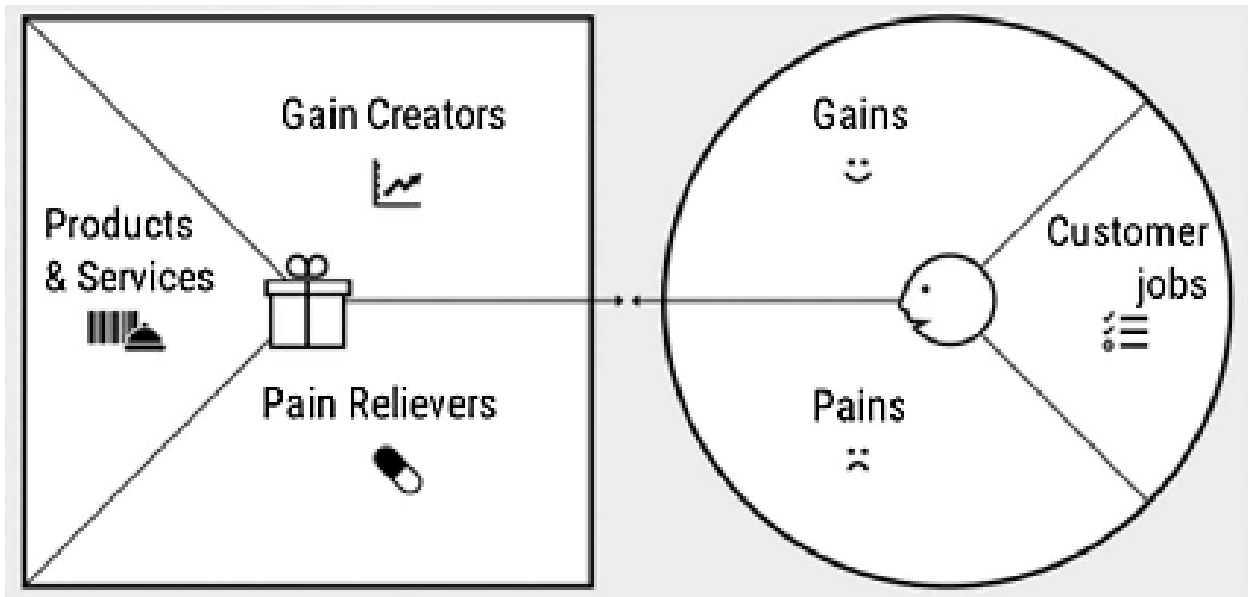 Gain Creators
Products
& Services
Pain Relievers
Gains
Customer
jobs
Pains